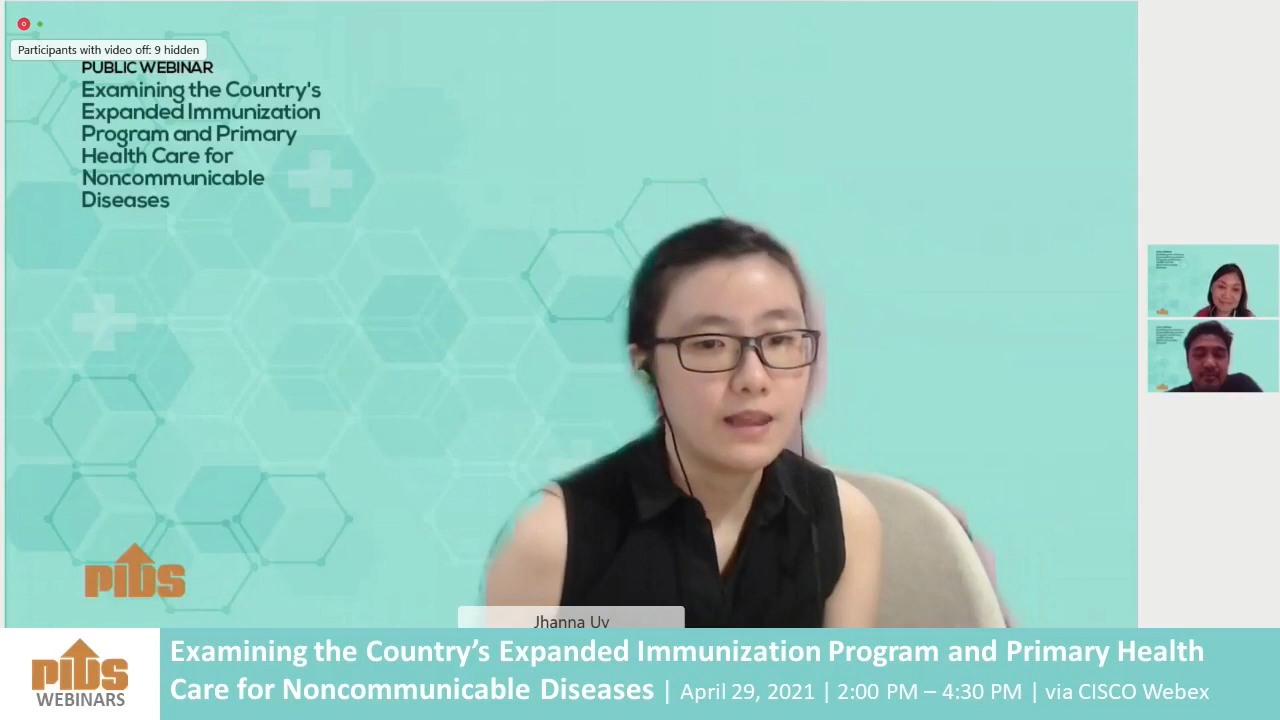 Participants with video off: 9 hidden
PUBLIC WEBINAR
Examining the Country's
Expanded Immunization
Program and Primary
Health Care for
Noncommunicable
Diseases
PIDS
Jhanna Uy
PIDS
WEBINARS
Examining the Country’s Expanded Immunization Program and Primary Health
Care for Noncommunicable Diseases | April 29, 2021 | 2:00 PM – 4:30 PM | via CISCO Webex